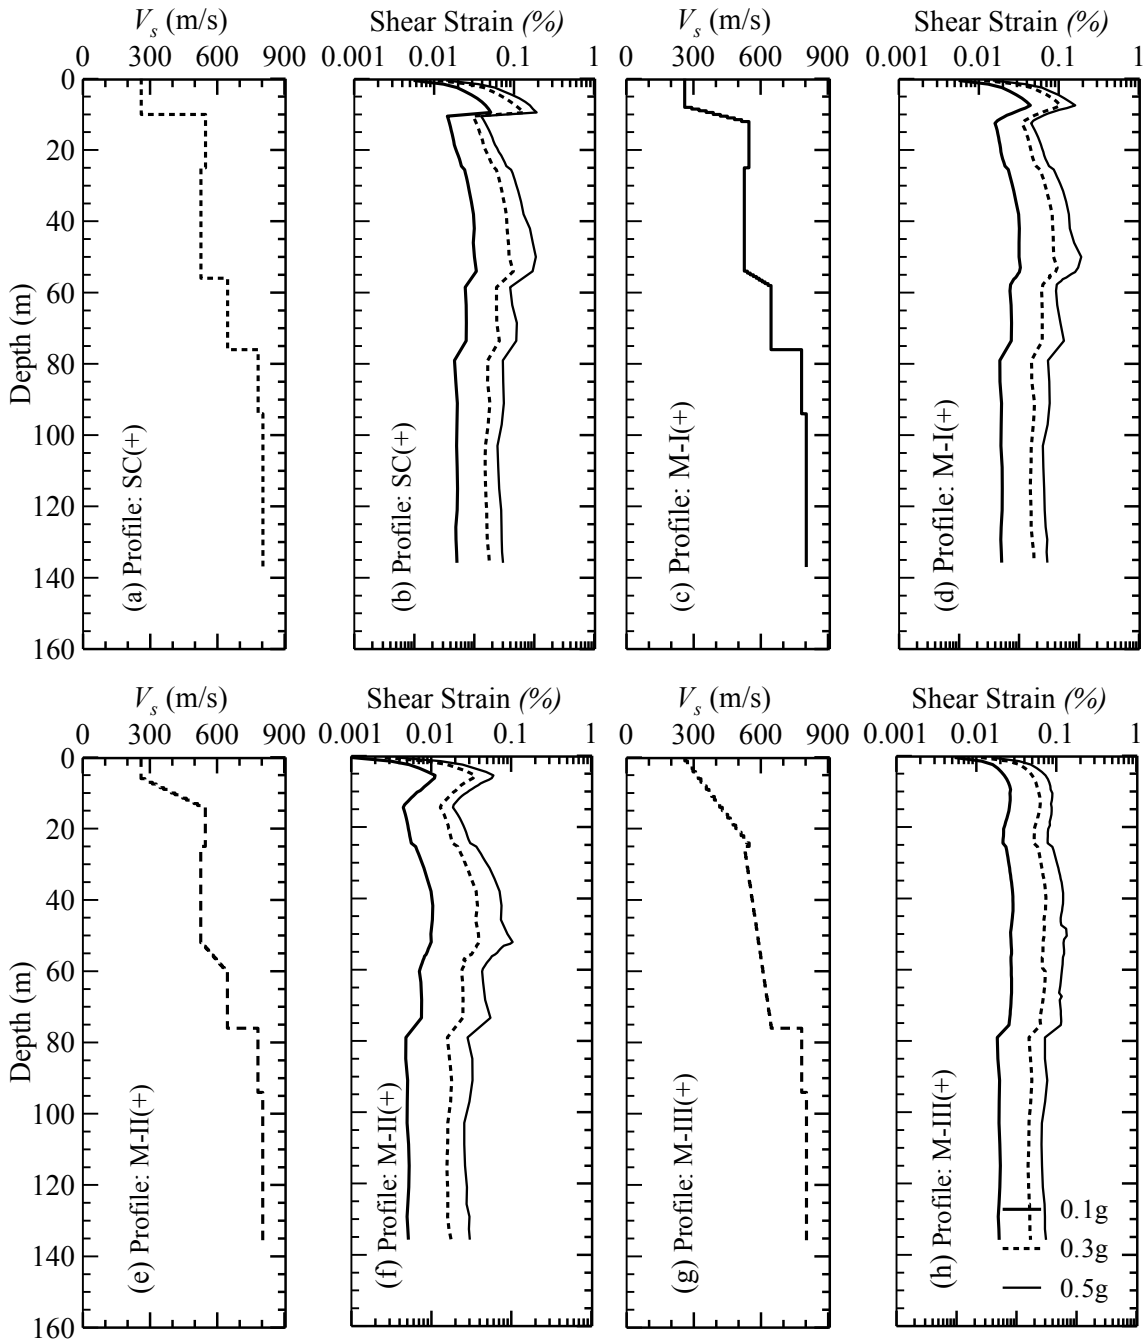 V_s (m/s)
Shear Strain (%)
V_s (m/s)
Shear Strain (%)
0 300 600 900
0.001 0.01 0.1 1
0 300 600 900
0.001 0.01 0.1 1
0
20
40
60
80
100
120
140
160
Depth (m)
(a) Profile: SC(+)
(b) Profile: SC(+)
(c) Profile: M-I(+)
(d) Profile: M-I(+)
V_s (m/s)
Shear Strain (%)
V_s (m/s)
Shear Strain (%)
0 300 600 900
0.001 0.01 0.1 1
0 300 600 900
0.001 0.01 0.1 1
0
20
40
60
80
100
120
140
160
Depth (m)
(e) Profile: M-II(+)
(f) Profile: M-II(+)
(g) Profile: M-III(+)
(h) Profile: M-III(+)
0.1g
0.3g
0.5g